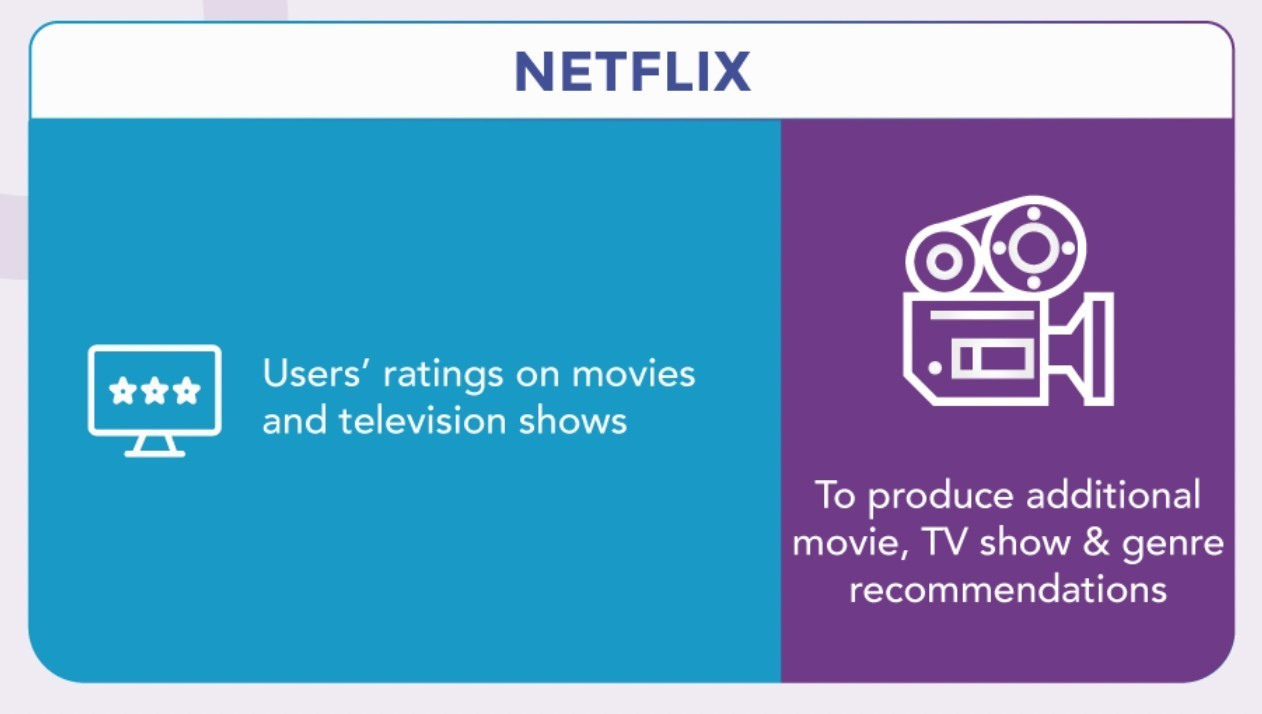 NETFLIX
Users’ ratings on movies
and television shows
To produce additional
movie, TV show & genre
recommendations